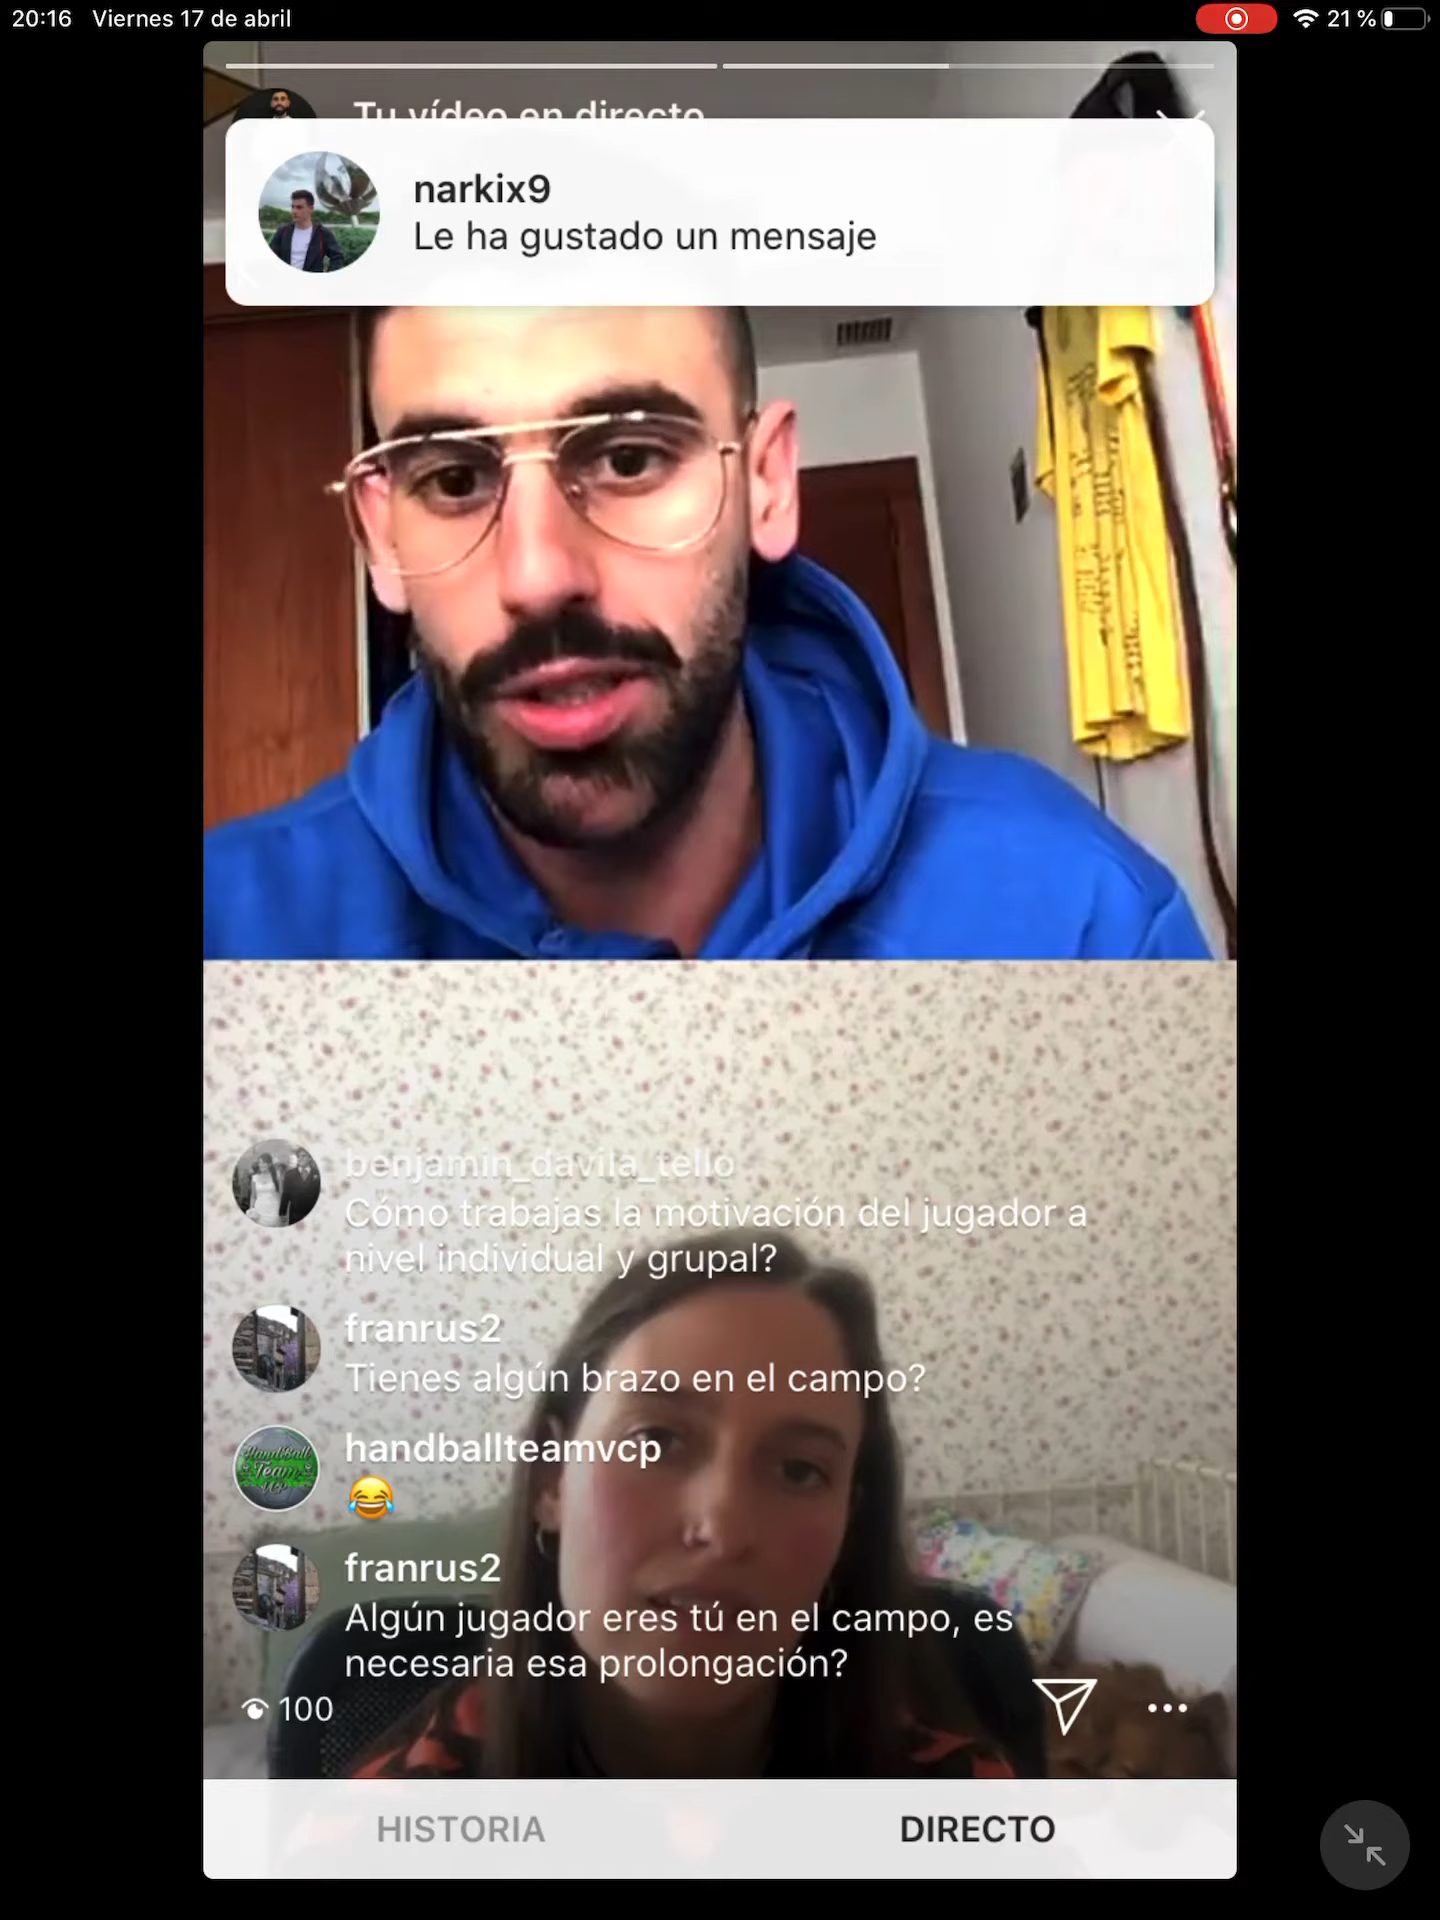 20:16 Viernes 17 de abril
21 %
Tu vídeo en directo
narkix9
Le ha gustado un mensaje
benjamin_davila_tello
Cómo trabajas la motivación del jugador a
nivel individual y grupal?
franrus2
Tienes algún brazo en el campo?
HandBall
Team
handballteamvcp
😂
franrus2
Algún jugador eres tú en el campo, es
necesaria esa prolongación?
100
HISTORIA
DIRECTO